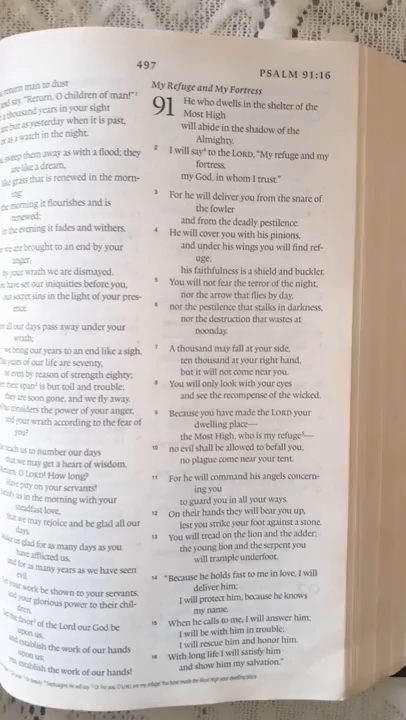 497
PSALM 91:16
return man to dust
and say, "Return, O children of man!"
a thousand years in your sight
are but as yesterday when it is past,
or as a watch in the night.
sweep them away as with a flood; they
are like a dream,
like grass that is renewed in the morn-
ing:
the morning it flourishes and is
renewed;
in the evening it fades and withers.
we are brought to an end by your
anger;
by your wrath we are dismayed.
have set our iniquities before you,
our secret sins in the light of your pres-
ence.
all our days pass away under your
wrath;
we bring our years to an end like a sigh.
years of our life are seventy,
or even by reason of strength eighty;
their span is but toil and trouble;
they are soon gone, and we fly away.
considers the power of your anger,
and your wrath according to the fear of
you?
teach us to number our days
that we may get a heart of wisdom.
Return, O LORD! How long?
Have pity on your servants!
us in the morning with your
steadfast love,
that we may rejoice and be glad all our
days.
us glad for as many days as you
have afflicted us,
and for as many years as we have seen
evil.
your work be shown to your servants,
and your glorious power to their chil-
dren.
Let the favor of the Lord our God be
upon us,
and establish the work of our hands
upon us;
yes, establish the work of our hands!
My Refuge and My Fortress
91 He who dwells in the shelter of the
Most High
will abide in the shadow of the
Almighty.
2 I will say to the LORD, "My refuge and my
fortress,
my God, in whom I trust."
3 For he will deliver you from the snare of
the fowler
and from the deadly pestilence.
4 He will cover you with his pinions,
and under his wings you will find ref-
uge;
his faithfulness is a shield and buckler.
5 You will not fear the terror of the night,
nor the arrow that flies by day,
6 nor the pestilence that stalks in darkness,
nor the destruction that wastes at
noonday.
7 A thousand may fall at your side,
ten thousand at your right hand,
but it will not come near you.
8 You will only look with your eyes
and see the recompense of the wicked.
9 Because you have made the LORD your
dwelling place—
the Most High, who is my refuge—
10 no evil shall be allowed to befall you,
no plague come near your tent.
11 For he will command his angels concern-
ing you
to guard you in all your ways.
12 On their hands they will bear you up,
lest you strike your foot against a stone.
13 You will tread on the lion and the adder;
the young lion and the serpent you
will trample underfoot.
14 "Because he holds fast to me in love, I will
deliver him;
I will protect him, because he knows
my name.
15 When he calls to me, I will answer him;
I will be with him in trouble;
I will rescue him and honor him.
16 With long life I will satisfy him
and show him my salvation."